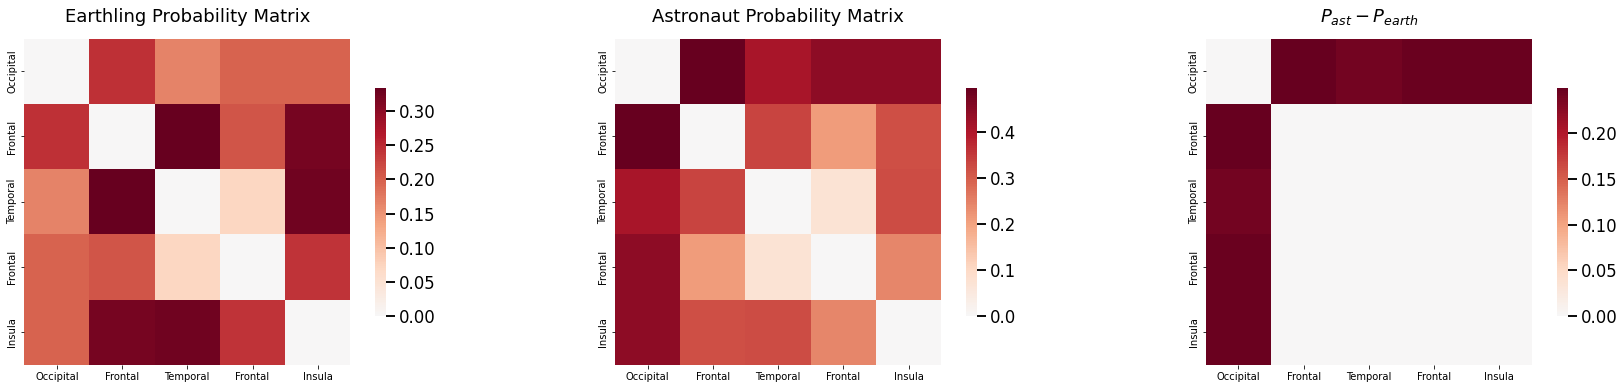 Earthling Probability Matrix
Occipital
Frontal
Temporal
Frontal
Insula
Occipital Frontal Temporal Frontal Insula
0.30
0.25
0.20
0.15
0.10
0.05
0.00
Astronaut Probability Matrix
Occipital
Frontal
Temporal
Frontal
Insula
Occipital Frontal Temporal Frontal Insula
0.4
0.3
0.2
0.1
0.0
P_ast − P_earth
Occipital
Frontal
Temporal
Frontal
Insula
Occipital Frontal Temporal Frontal Insula
0.20
0.15
0.10
0.05
0.00